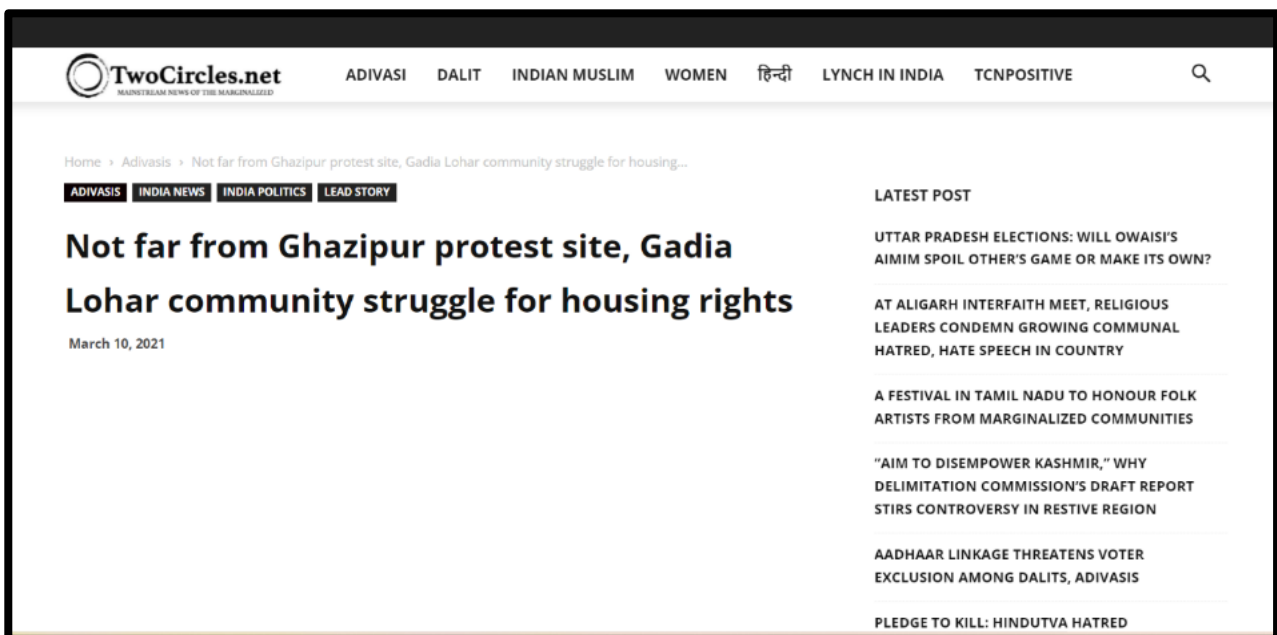 TwoCircles.net
MAINSTREAM NEWS OF THE MARGINALIZED
ADIVASI DALIT INDIAN MUSLIM WOMEN हिन्दी LYNCH IN INDIA TCNPOSITIVE
Home › Adivasis › Not far from Ghazipur protest site, Gadia Lohar community struggle for housing...
ADIVASIS INDIA NEWS INDIA POLITICS LEAD STORY
Not far from Ghazipur protest site, Gadia
Lohar community struggle for housing rights
March 10, 2021
LATEST POST
UTTAR PRADESH ELECTIONS: WILL OWAISI'S
AIMIM SPOIL OTHER'S GAME OR MAKE ITS OWN?
AT ALIGARH INTERFAITH MEET, RELIGIOUS
LEADERS CONDEMN GROWING COMMUNAL
HATRED, HATE SPEECH IN COUNTRY
A FESTIVAL IN TAMIL NADU TO HONOUR FOLK
ARTISTS FROM MARGINALIZED COMMUNITIES
“AIM TO DISEMPOWER KASHMIR,” WHY
DELIMITATION COMMISSION'S DRAFT REPORT
STIRS CONTROVERSY IN RESTIVE REGION
AADHAAR LINKAGE THREATENS VOTER
EXCLUSION AMONG DALITS, ADIVASIS
PLEDGE TO KILL: HINDUTVA HATRED